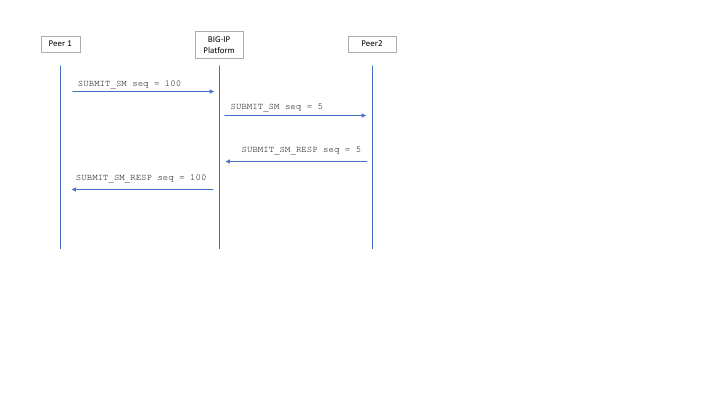 Peer 1
BIG-IP
Platform
Peer2
SUBMIT_SM seq = 100
SUBMIT_SM seq = 5
SUBMIT_SM_RESP seq = 5
SUBMIT_SM_RESP seq = 100